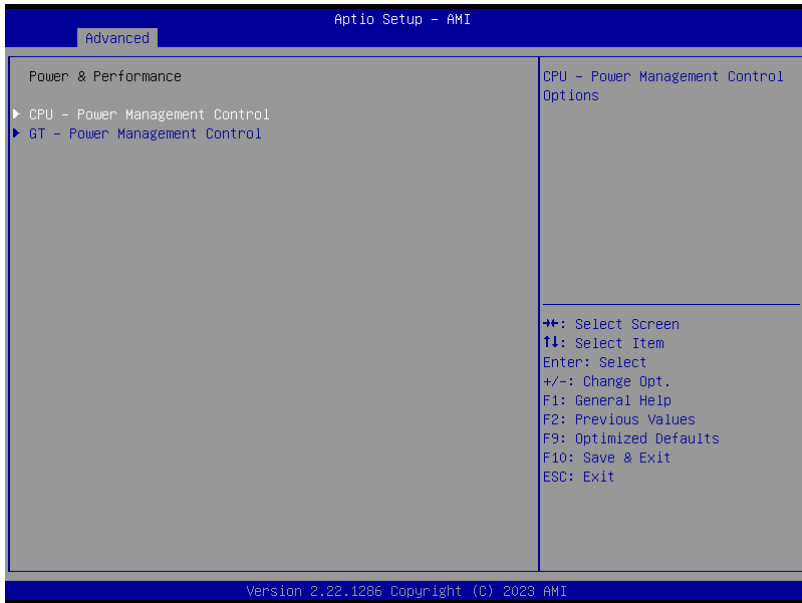 Aptio Setup – AMI
Advanced
Power & Performance
CPU – Power Management Control
GT – Power Management Control
CPU – Power Management Control
Options
→←: Select Screen
↑↓: Select Item
Enter: Select
+/-: Change Opt.
F1: General Help
F2: Previous Values
F9: Optimized Defaults
F10: Save & Exit
ESC: Exit
Version 2.22.1286 Copyright (C) 2023 AMI